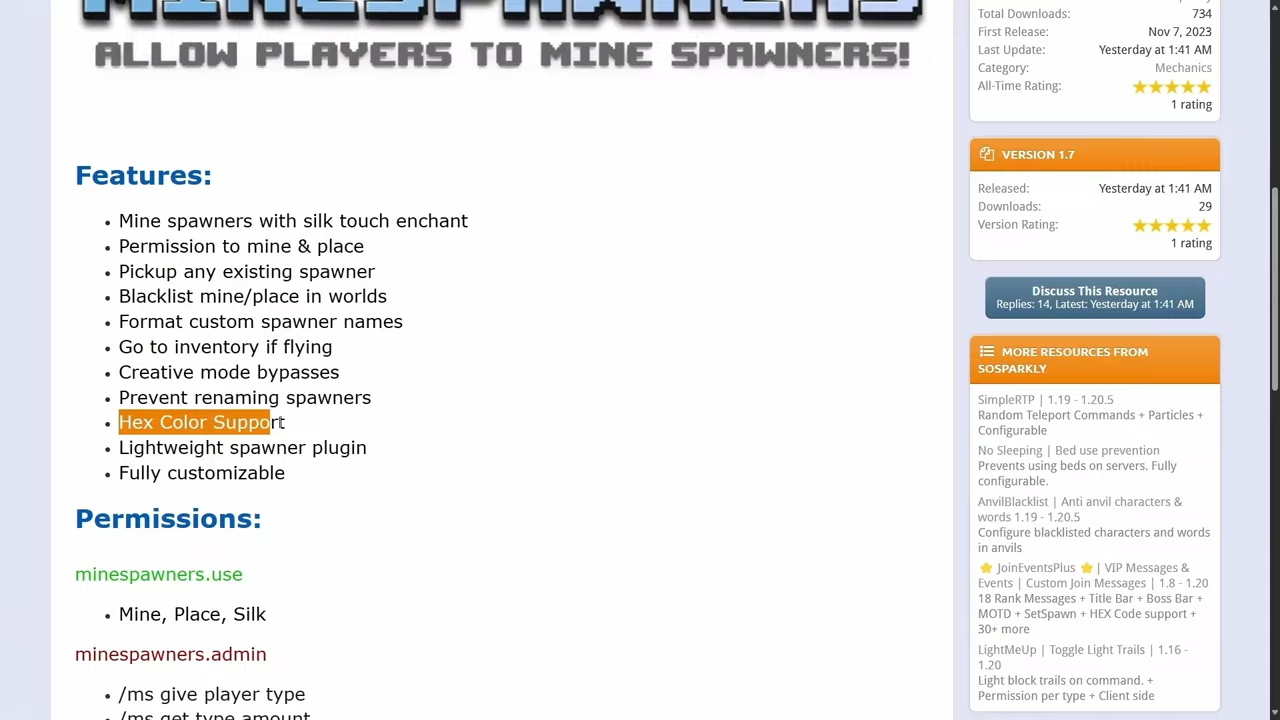 MINESPAWNERS
ALLOW PLAYERS TO MINE SPAWNERS!
Features:
Mine spawners with silk touch enchant
Permission to mine & place
Pickup any existing spawner
Blacklist mine/place in worlds
Format custom spawner names
Go to inventory if flying
Creative mode bypasses
Prevent renaming spawners
Hex Color Support
Lightweight spawner plugin
Fully customizable
Permissions:
minespawners.use
Mine, Place, Silk
minespawners.admin
/ms give player type
/ms get type amount
Total Downloads: 734
First Release: Nov 7, 2023
Last Update: Yesterday at 1:41 AM
Category: Mechanics
All-Time Rating:
1 rating
VERSION 1.7
Released: Yesterday at 1:41 AM
Downloads: 29
Version Rating:
1 rating
Discuss This Resource
Replies: 14, Latest: Yesterday at 1:41 AM
MORE RESOURCES FROM
SOSPARKLY
SimpleRTP | 1.19 - 1.20.5
Random Teleport Commands + Particles +
Configurable
No Sleeping | Bed use prevention
Prevents using beds on servers. Fully
configurable.
AnvilBlacklist | Anti anvil characters &
words 1.19 - 1.20.5
Configure blacklisted characters and words
in anvils
⭐ JoinEventsPlus ⭐ | VIP Messages &
Events | Custom Join Messages | 1.8 - 1.20
18 Rank Messages + Title Bar + Boss Bar +
MOTD + SetSpawn + HEX Code support +
30+ more
LightMeUp | Toggle Light Trails | 1.16 -
1.20
Light block trails on command. +
Permission per type + Client side